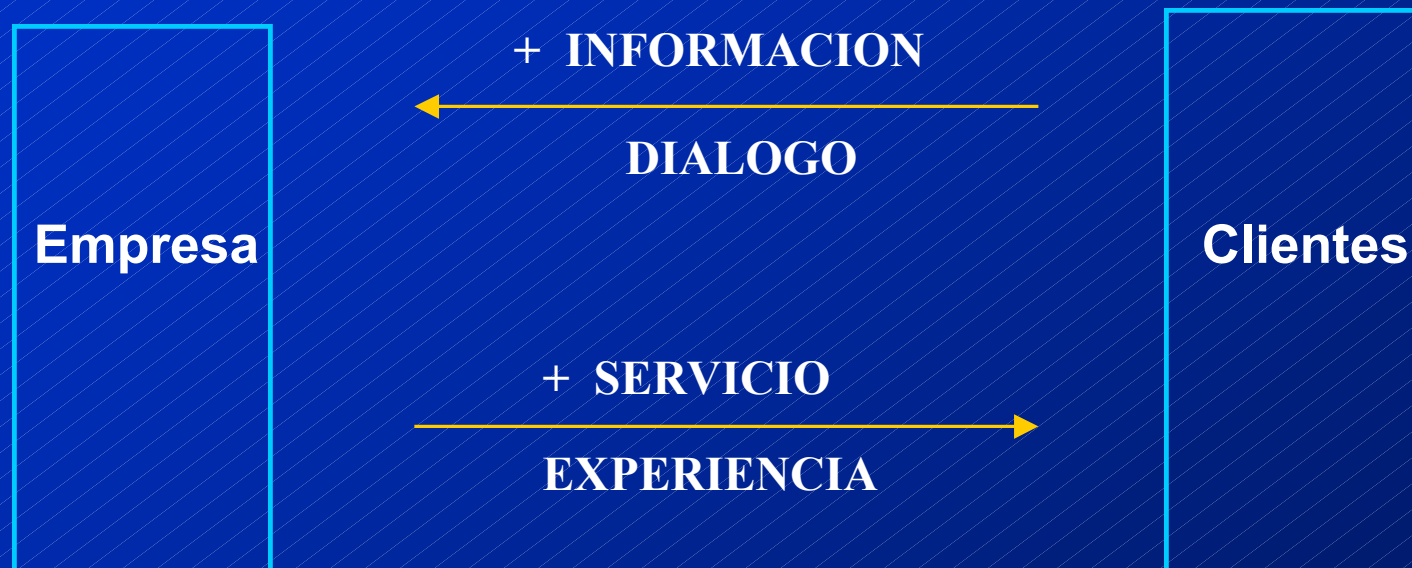 + INFORMACION
DIALOGO
Empresa
Clientes
+ SERVICIO
EXPERIENCIA